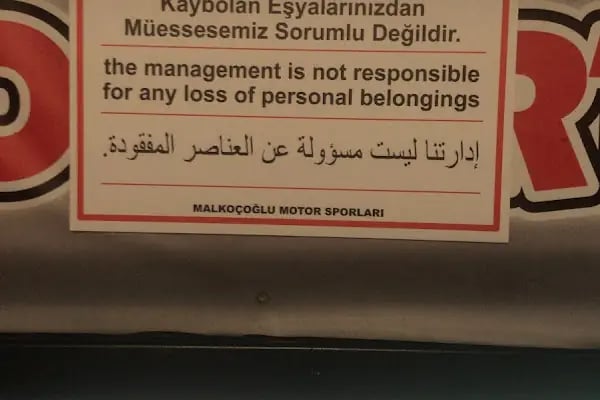 Kaybolan Eşyalarınızdan
Müessesemiz Sorumlu Değildir.
the management is not responsible
for any loss of personal belongings
إدارتنا ليست مسؤولة عن العناصر المفقودة.
MALKOÇOĞLU MOTOR SPORLARI